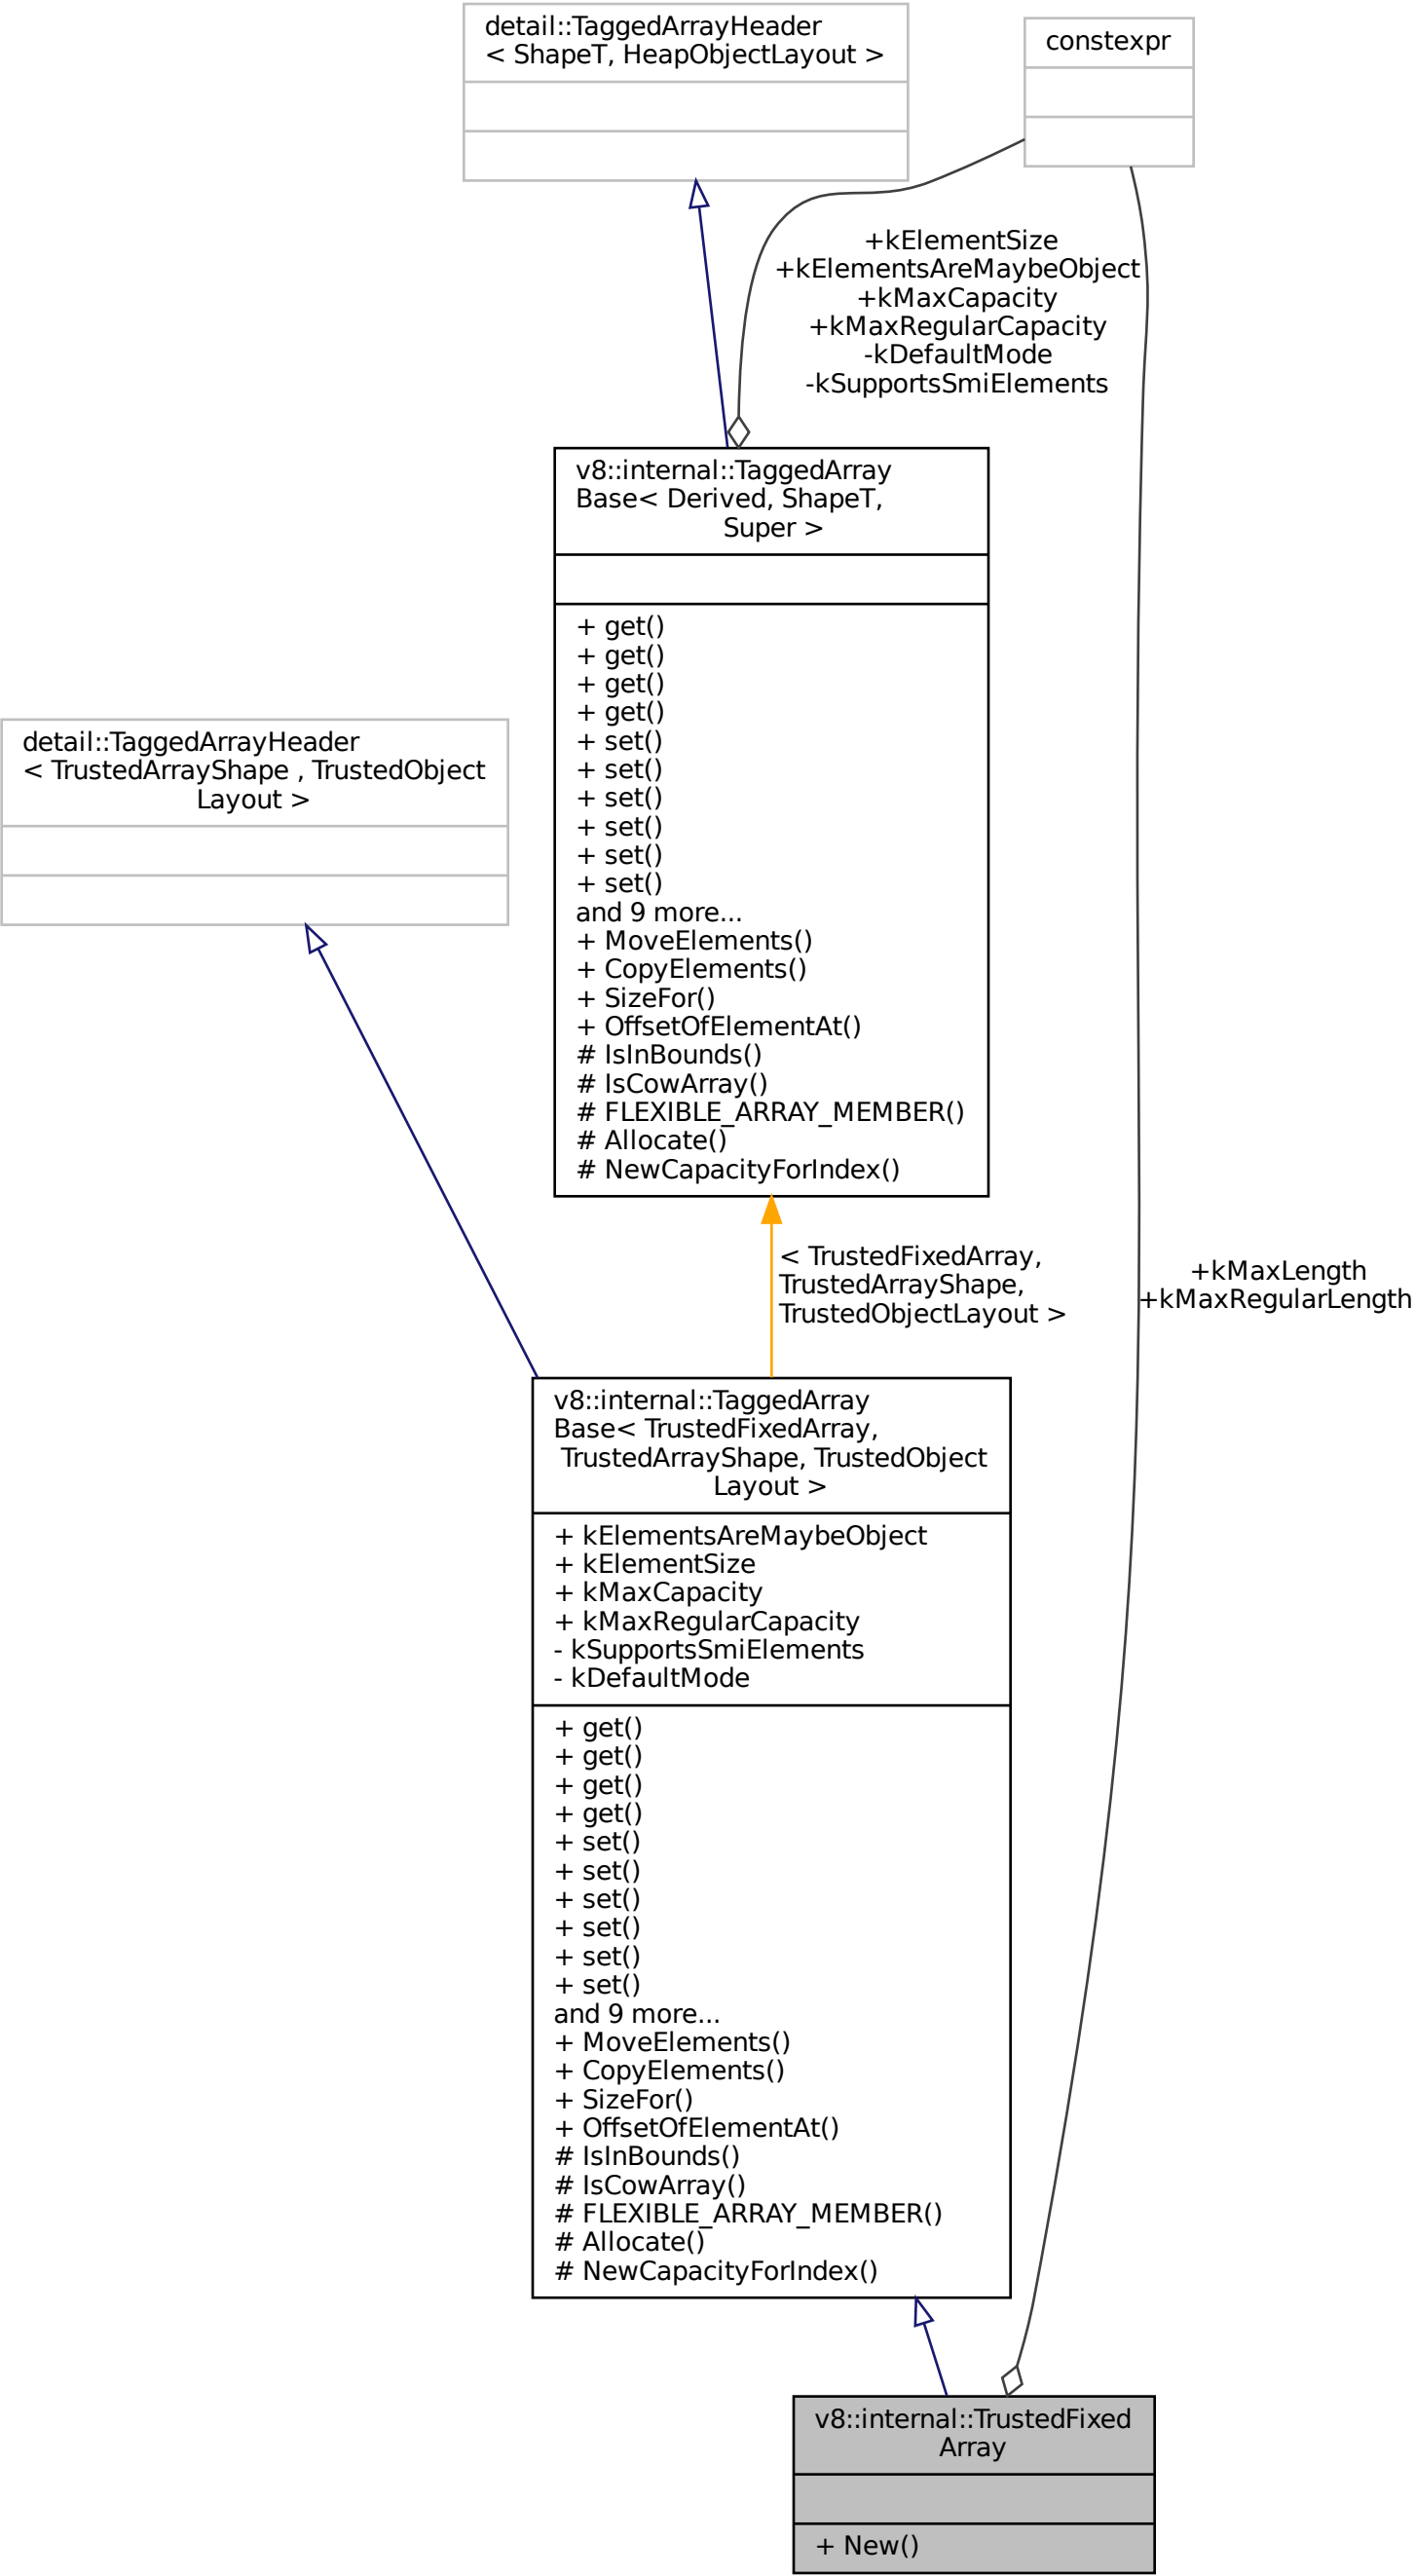 detail::TaggedArrayHeader
< ShapeT, HeapObjectLayout >
constexpr
+kElementSize
+kElementsAreMaybeObject
+kMaxCapacity
+kMaxRegularCapacity
-kDefaultMode
-kSupportsSmiElements
v8::internal::TaggedArray
Base< Derived, ShapeT,
Super >
+ get()
+ get()
+ get()
+ get()
+ set()
+ set()
+ set()
+ set()
+ set()
+ set()
and 9 more...
+ MoveElements()
+ CopyElements()
+ SizeFor()
+ OffsetOfElementAt()
# IsInBounds()
# IsCowArray()
# FLEXIBLE_ARRAY_MEMBER()
# Allocate()
# NewCapacityForIndex()
detail::TaggedArrayHeader
< TrustedArrayShape , TrustedObject
Layout >
< TrustedFixedArray,
TrustedArrayShape,
TrustedObjectLayout >
+kMaxLength
+kMaxRegularLength
v8::internal::TaggedArray
Base< TrustedFixedArray,
TrustedArrayShape, TrustedObject
Layout >
+ kElementsAreMaybeObject
+ kElementSize
+ kMaxCapacity
+ kMaxRegularCapacity
- kSupportsSmiElements
- kDefaultMode
+ get()
+ get()
+ get()
+ get()
+ set()
+ set()
+ set()
+ set()
+ set()
+ set()
and 9 more...
+ MoveElements()
+ CopyElements()
+ SizeFor()
+ OffsetOfElementAt()
# IsInBounds()
# IsCowArray()
# FLEXIBLE_ARRAY_MEMBER()
# Allocate()
# NewCapacityForIndex()
v8::internal::TrustedFixed
Array
+ New()